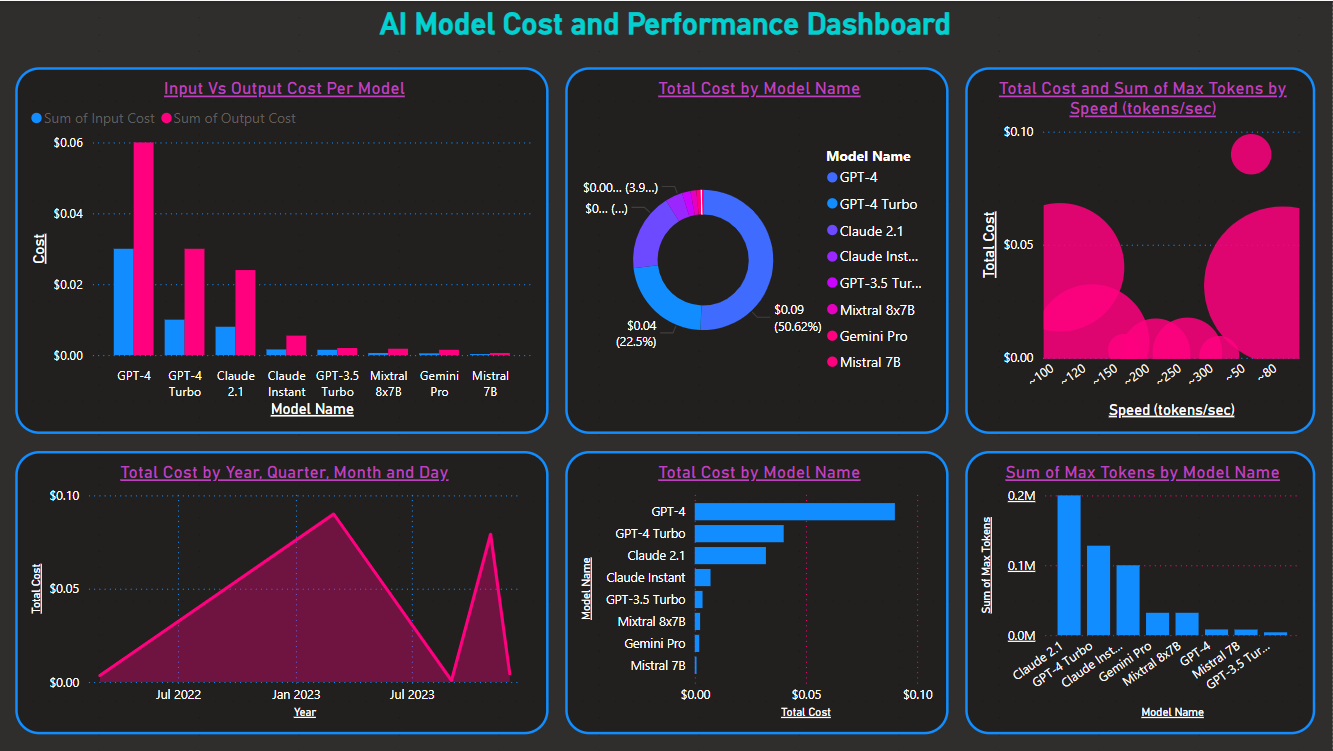 AI Model Cost and Performance Dashboard
Input Vs Output Cost Per Model
Sum of Input Cost Sum of Output Cost
$0.06
$0.04
$0.02
$0.00
Cost
GPT-4
GPT-4 Turbo
Claude 2.1
Claude Instant
GPT-3.5 Turbo
Mixtral 8x7B
Gemini Pro
Mistral 7B
Model Name
Total Cost by Model Name
$0.00... (3.9...)
$0... (...)
$0.04
(22.5%)
$0.09
(50.62%)
Model Name
GPT-4
GPT-4 Turbo
Claude 2.1
Claude Inst...
GPT-3.5 Tur...
Mixtral 8x7B
Gemini Pro
Mistral 7B
Total Cost and Sum of Max Tokens by
Speed (tokens/sec)
$0.10
$0.05
$0.00
Total Cost
~100
~120
~150
~200
~250
~300
~50
~80
Speed (tokens/sec)
Total Cost by Year, Quarter, Month and Day
$0.10
$0.05
$0.00
Total Cost
Jul 2022
Jan 2023
Jul 2023
Year
Total Cost by Model Name
Model Name
GPT-4
GPT-4 Turbo
Claude 2.1
Claude Instant
GPT-3.5 Turbo
Mixtral 8x7B
Gemini Pro
Mistral 7B
$0.00
$0.05
$0.10
Total Cost
Sum of Max Tokens by Model Name
0.2M
0.1M
0.0M
Sum of Max Tokens
Claude 2.1
GPT-4 Turbo
Claude Inst...
Gemini Pro
Mixtral 8x7B
GPT-4
Mistral 7B
GPT-3.5 Tur...
Model Name